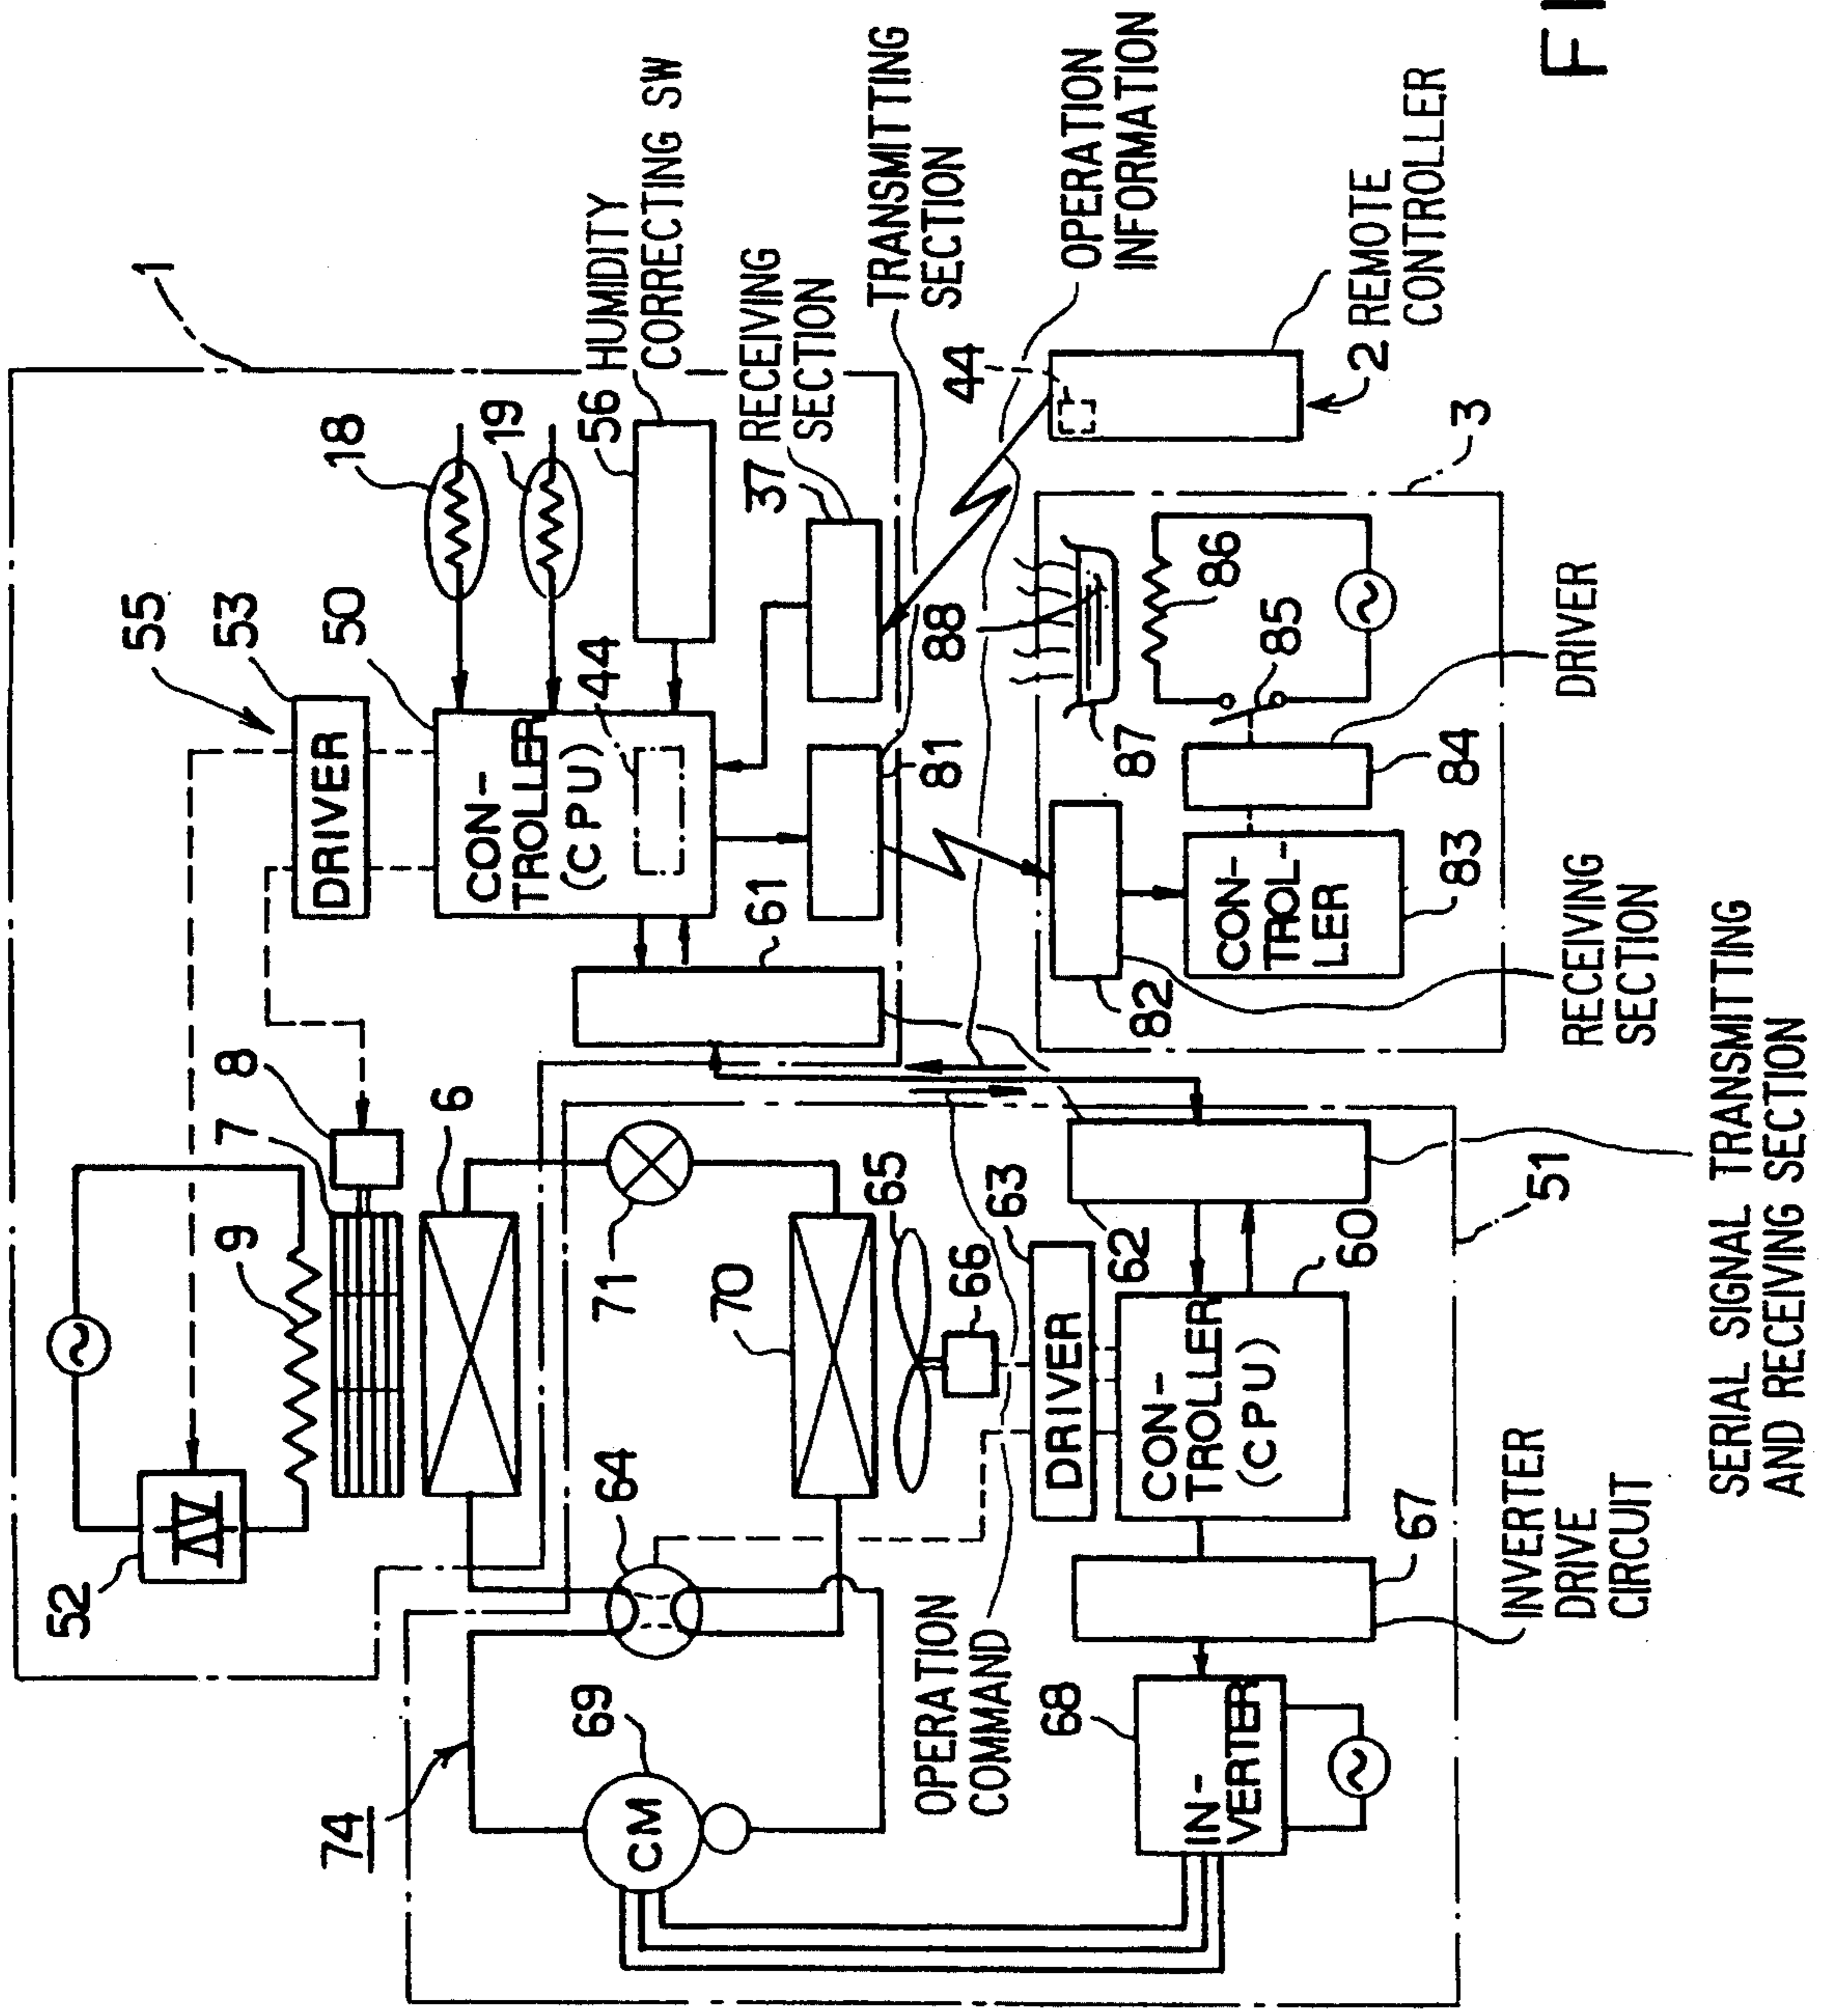 1
55
53
DRIVER
50
CON-
TROLLER
(CPU)
44
18
19
56
HUMIDITY
CORRECTING SW
37
RECEIVING
SECTION
TRANSMITTING
SECTION
81
61
52
9
7
8
6
71
70
65
66
64
74
69
CM
OPERATION
COMMAND
63
DRIVER
62
CON-
TROLLER
(CPU)
60
51
67
68
IN-
VERTER
INVERTER
DRIVE
CIRCUIT
SERIAL SIGNAL TRANSMITTING
AND RECEIVING SECTION
OPERATION
INFORMATION
44
2 REMOTE
CONTROLLER
3
88
87
86
85
84
DRIVER
82
CON-
TROL-
LER
83
RECEIVING
SECTION